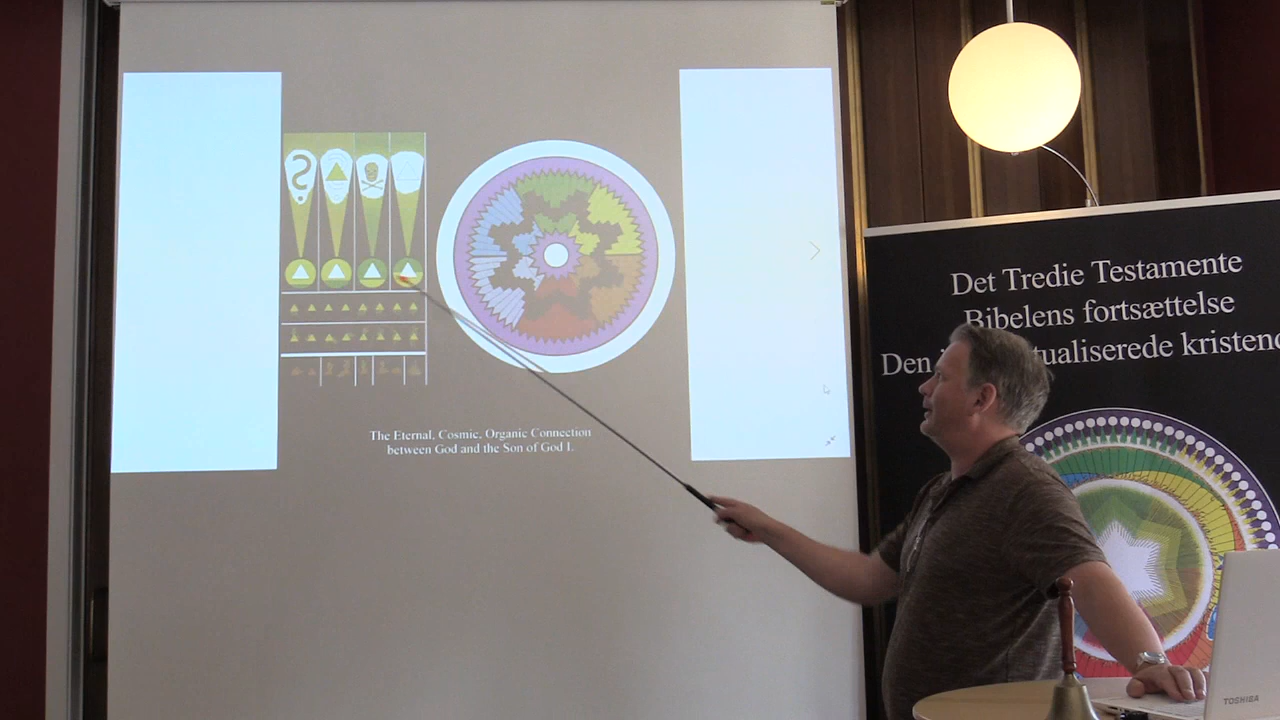 The Eternal, Cosmic, Organic Connection
between God and the Son of God I.
Det Tredie Testamente
Bibelens fortsættelse
Den
kristend
TOSHIBA